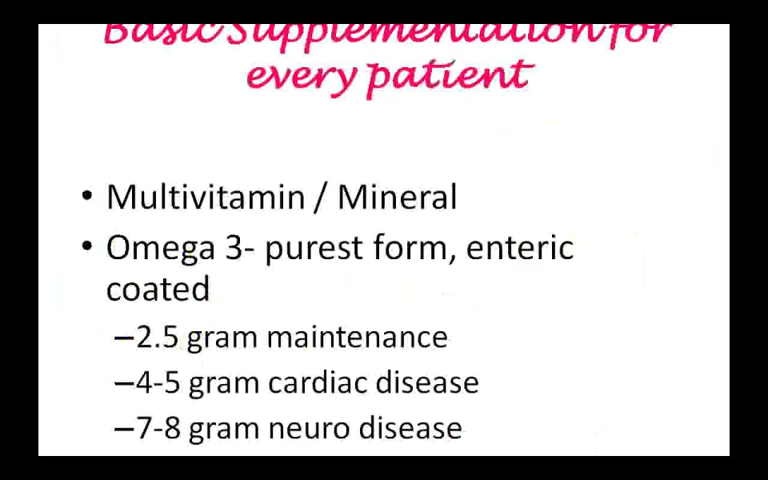 Basic Supplementation for
every patient
• Multivitamin / Mineral
• Omega 3- purest form, enteric
coated
–2.5 gram maintenance
–4-5 gram cardiac disease
–7-8 gram neuro disease